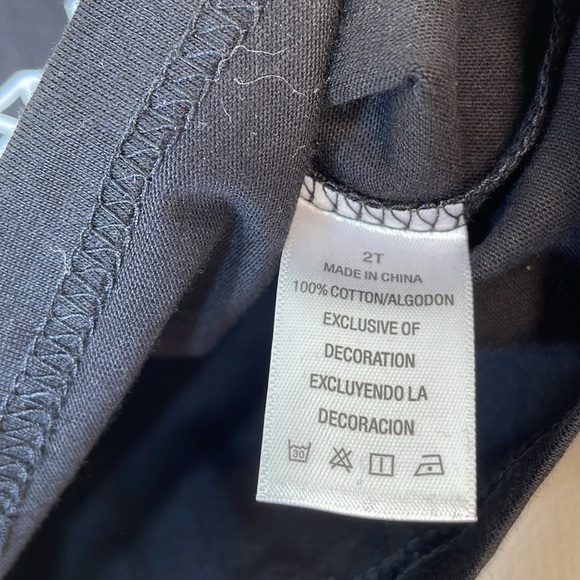 2T
MADE IN CHINA
100% COTTON/ALGODON
EXCLUSIVE OF
DECORATION
EXCLUYENDO LA
DECORACION
30